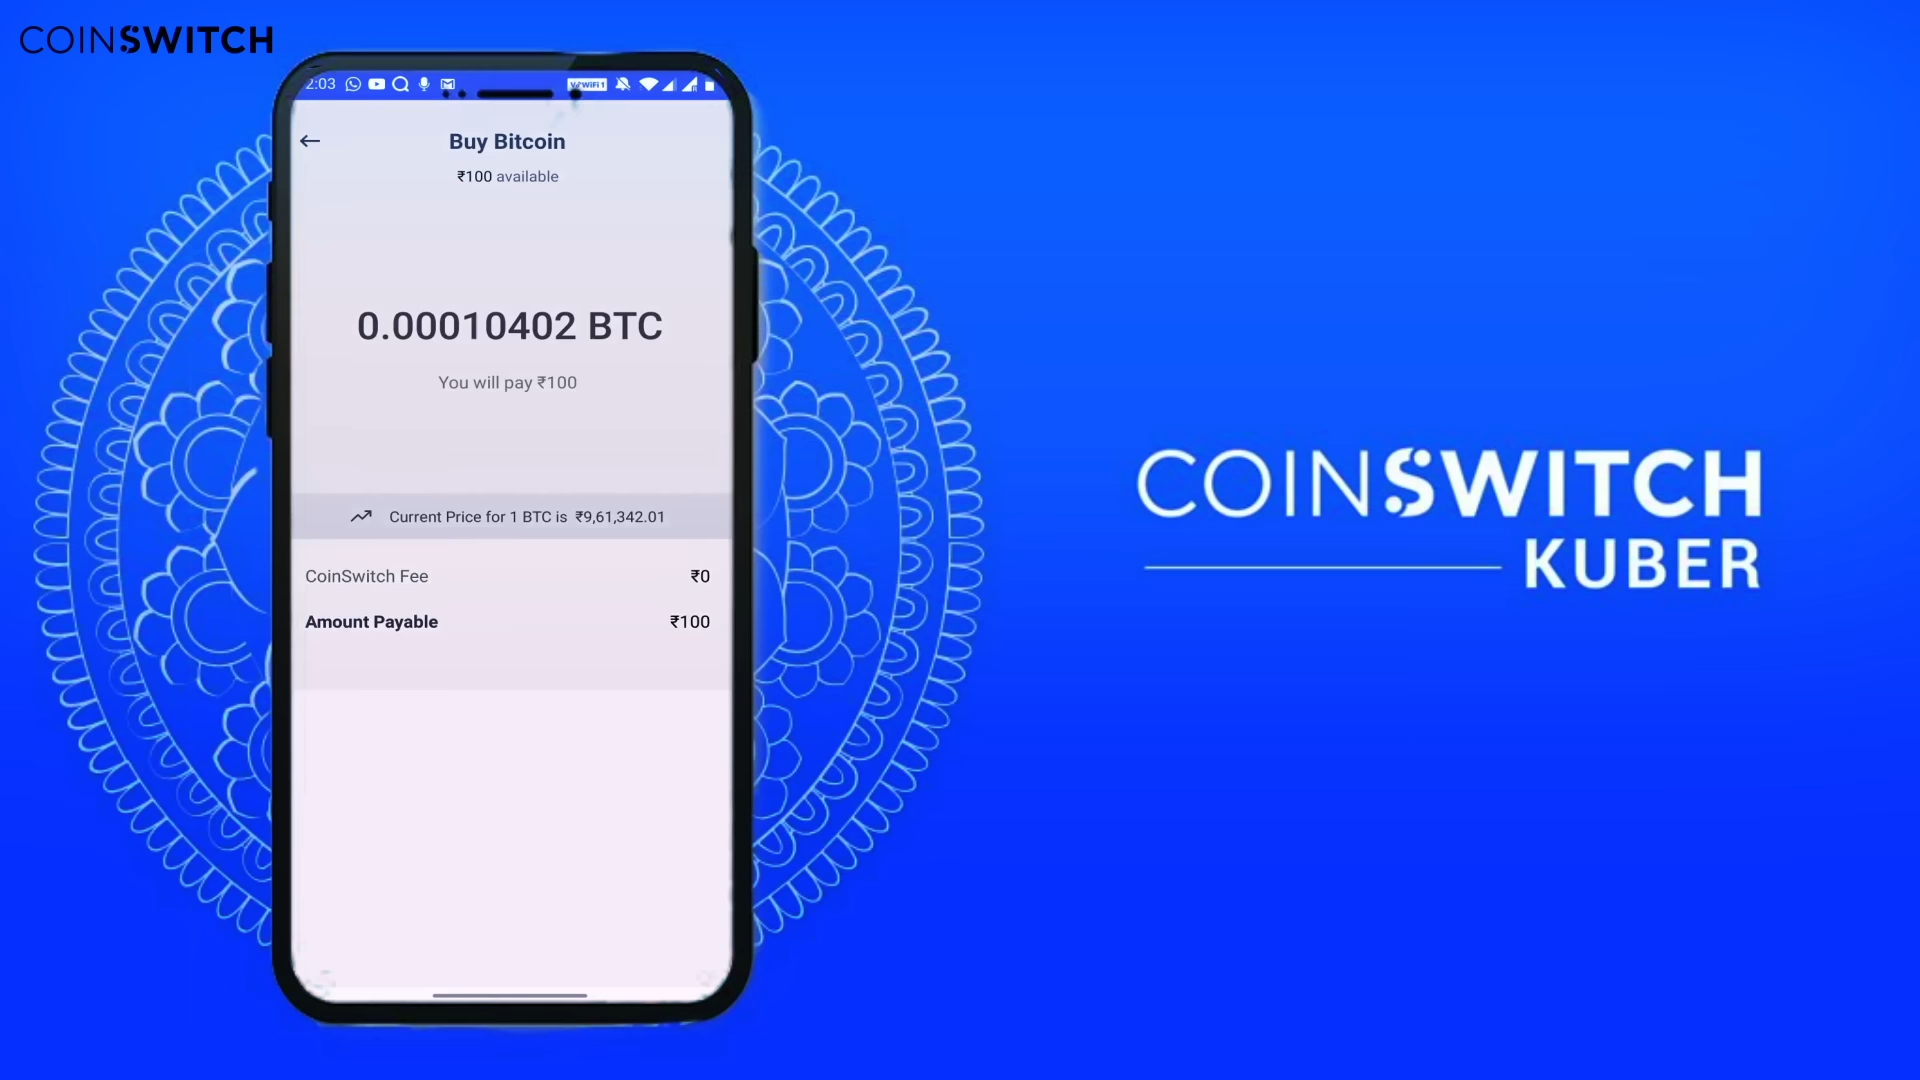 COINSWITCH
2:03
Buy Bitcoin
₹100 available
0.00010402 BTC
You will pay ₹100
Current Price for 1 BTC is ₹9,61,342.01
CoinSwitch Fee ₹0
Amount Payable ₹100
COINSWITCH
KUBER